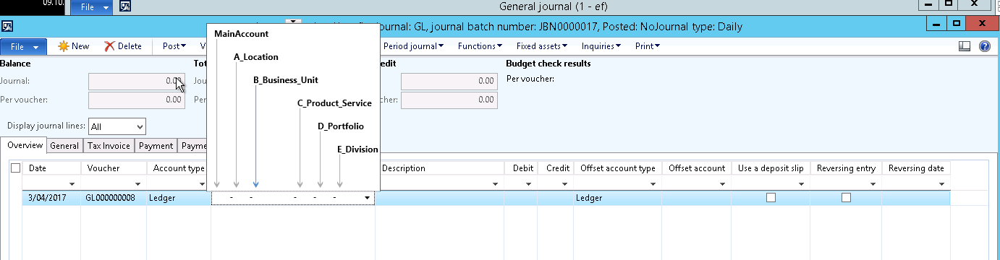 09.10.
File
General journal (1 - ef)
Journal: GL, journal batch number: JBN0000017, Posted: NoJournal type: Daily
File New Delete Post V Period journal Functions Fixed assets Inquiries Print
MainAccount
A_Location
B_Business_Unit
C_Product_Service
D_Portfolio
E_Division
Balance Tot edit Budget check results
Journal: 0.00 Jou 0.00 Per voucher:
Per voucher: 0.00 Per cher: 0.00
Display journal lines: All
Overview General Tax Invoice Payment Payme
Date Voucher Account type Description Debit Credit Offset account type Offset account Use a deposit slip Reversing entry Reversing date
3/04/2017 GL000000008 Ledger - - - - - Ledger